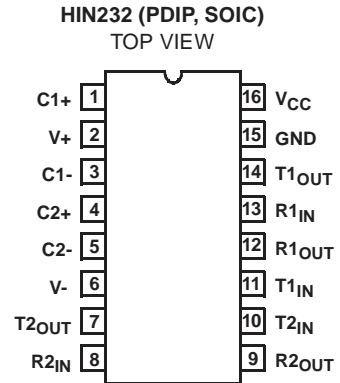 HIN232 (PDIP, SOIC)
TOP VIEW
C1+ 1 16 VCC
V+ 2 15 GND
C1- 3 14 T1OUT
C2+ 4 13 R1IN
C2- 5 12 R1OUT
V- 6 11 T1IN
T2OUT 7 10 T2IN
R2IN 8 9 R2OUT